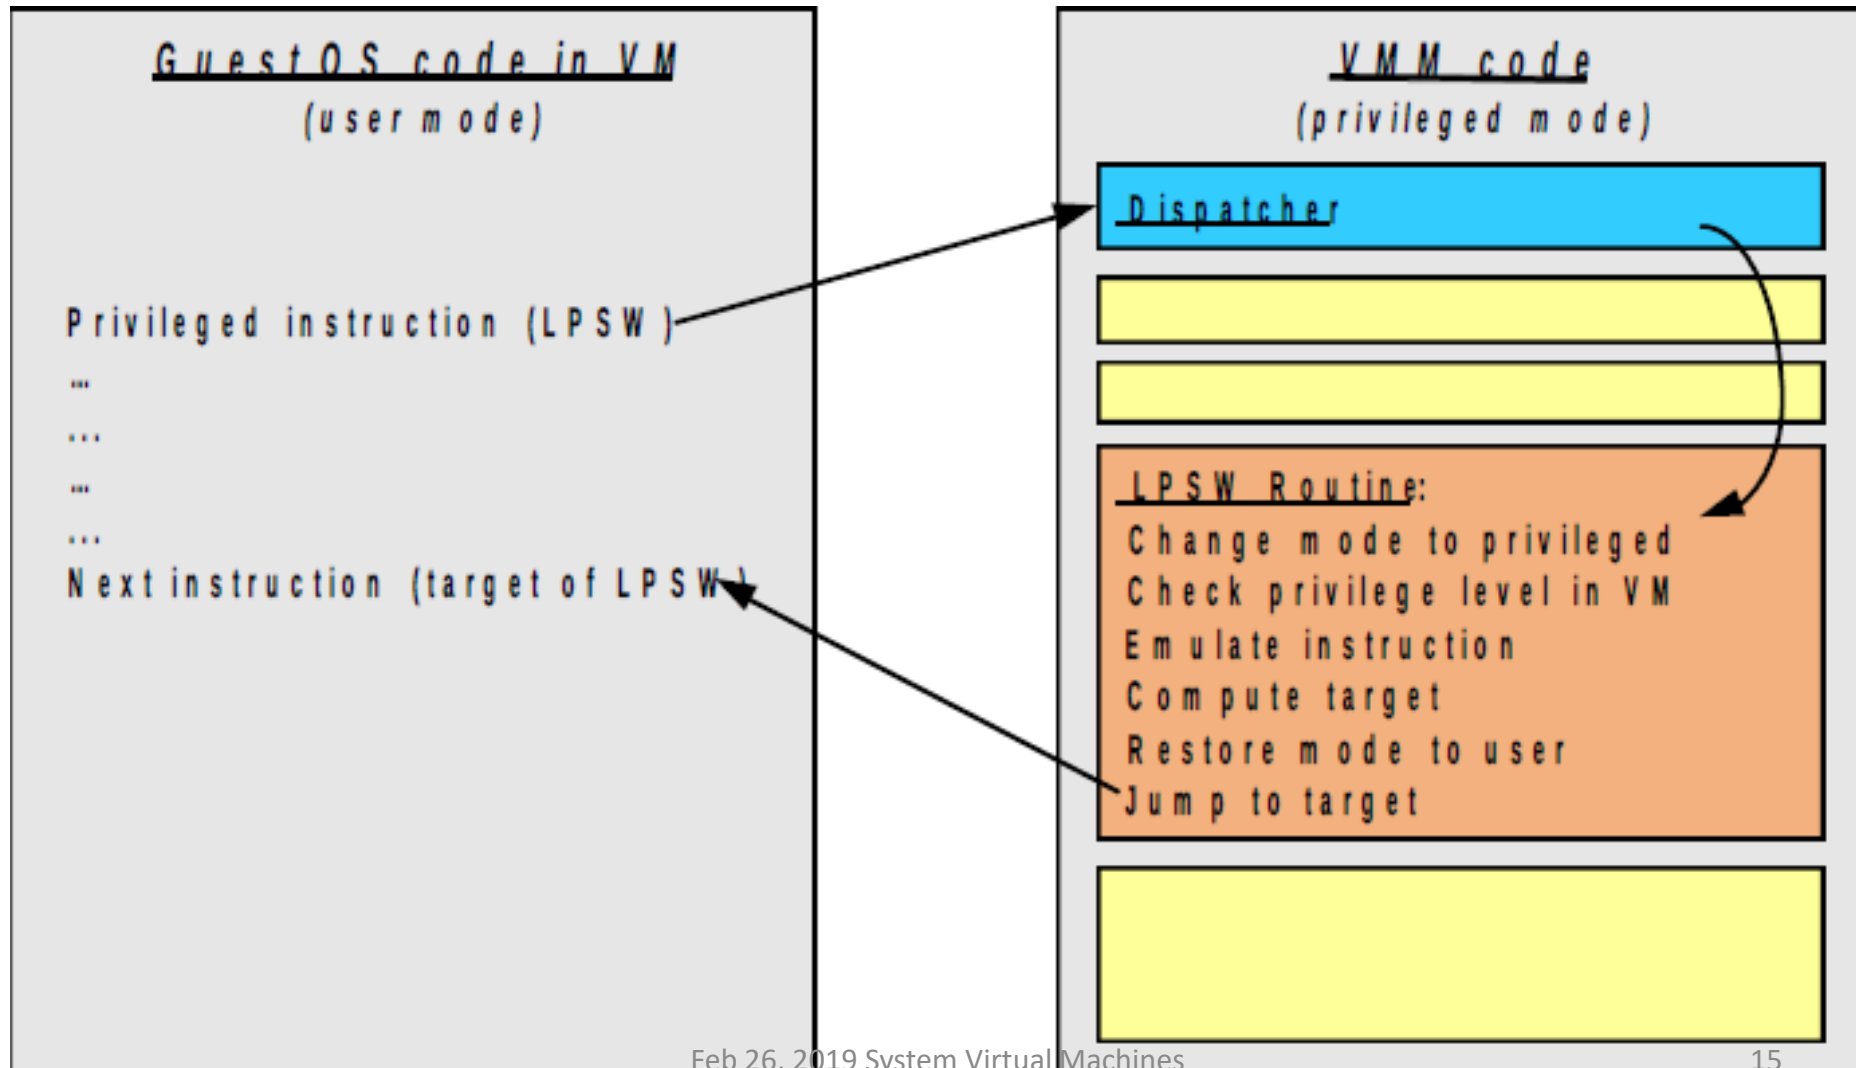 GuestOS code in VM
(user mode)
Privileged instruction (LPSW)
...
...
...
...
Next instruction (target of LPSW)
VMM code
(privileged mode)
Dispatcher
LPSW Routine:
Change mode to privileged
Check privilege level in VM
Emulate instruction
Compute target
Restore mode to user
Jump to target
Feb 26, 2019 System Virtual Machines
15